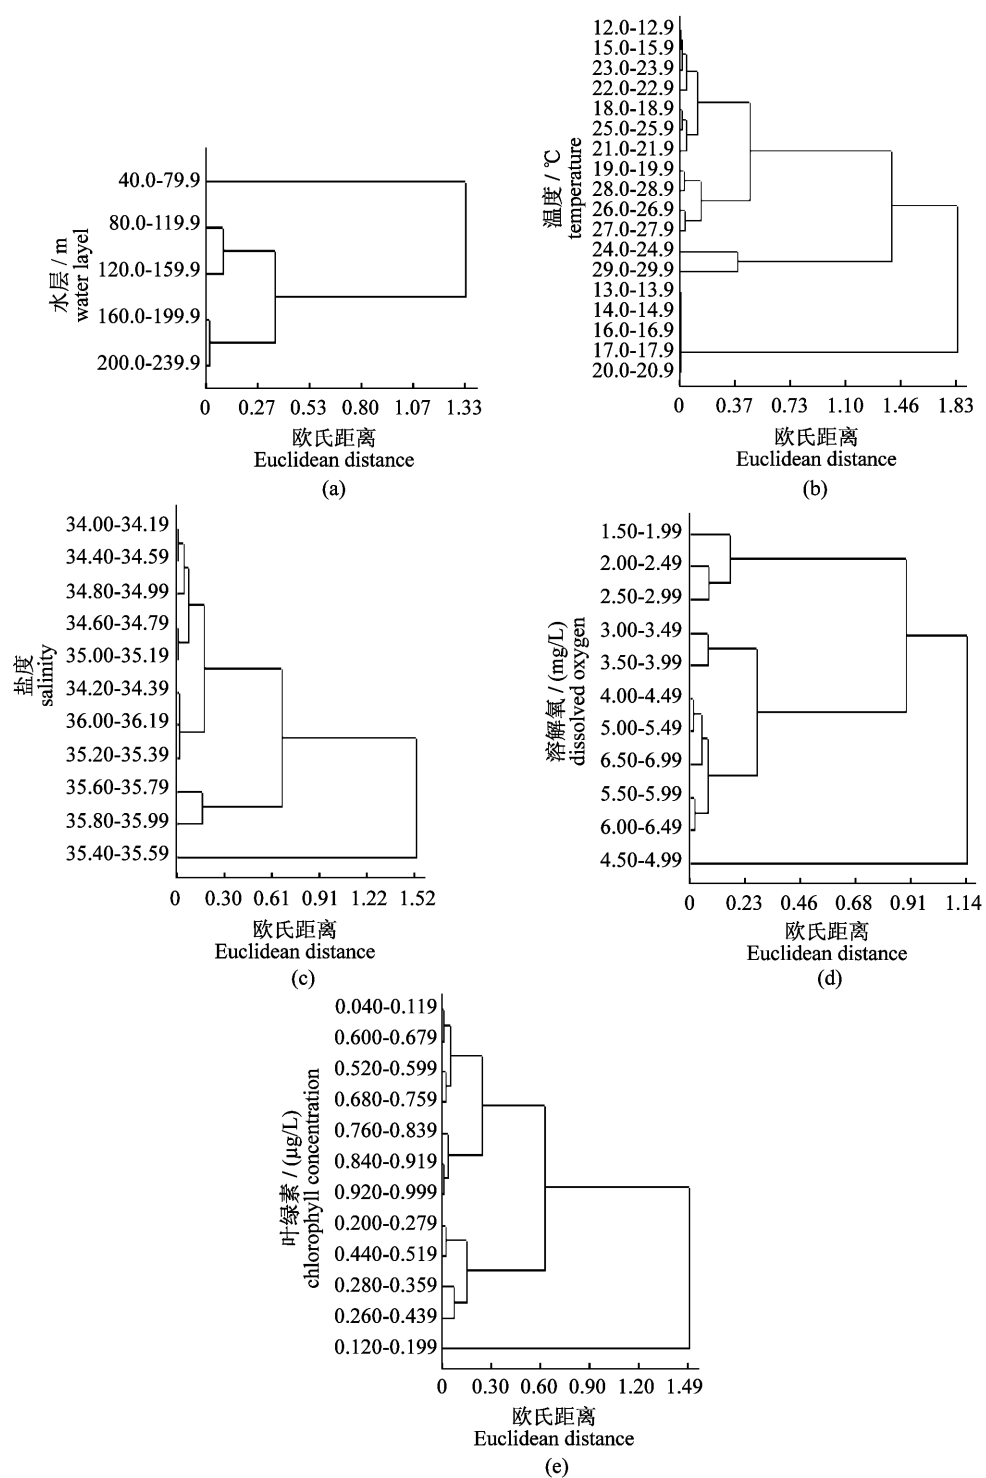 水层 / m
water layel
40.0-79.9
80.0-119.9
120.0-159.9
160.0-199.9
200.0-239.9
0 0.27 0.53 0.80 1.07 1.33
欧氏距离
Euclidean distance
(a)
温度 / ℃
temperature
12.0-12.9
15.0-15.9
23.0-23.9
22.0-22.9
18.0-18.9
25.0-25.9
21.0-21.9
19.0-19.9
28.0-28.9
26.0-26.9
27.0-27.9
24.0-24.9
29.0-29.9
13.0-13.9
14.0-14.9
16.0-16.9
17.0-17.9
20.0-20.9
0 0.37 0.73 1.10 1.46 1.83
欧氏距离
Euclidean distance
(b)
盐度
salinity
34.00-34.19
34.40-34.59
34.80-34.99
34.60-34.79
35.00-35.19
34.20-34.39
36.00-36.19
35.20-35.39
35.60-35.79
35.80-35.99
35.40-35.59
0 0.30 0.61 0.91 1.22 1.52
欧氏距离
Euclidean distance
(c)
溶解氧 / (mg/L)
dissolved oxygen
1.50-1.99
2.00-2.49
2.50-2.99
3.00-3.49
3.50-3.99
4.00-4.49
5.00-5.49
6.50-6.99
5.50-5.99
6.00-6.49
4.50-4.99
0 0.23 0.46 0.68 0.91 1.14
欧氏距离
Euclidean distance
(d)
叶绿素 / (μg/L)
chlorophyll concentration
0.040-0.119
0.600-0.679
0.520-0.599
0.680-0.759
0.760-0.839
0.840-0.919
0.920-0.999
0.200-0.279
0.440-0.519
0.280-0.359
0.260-0.439
0.120-0.199
0 0.30 0.60 0.90 1.20 1.49
欧氏距离
Euclidean distance
(e)